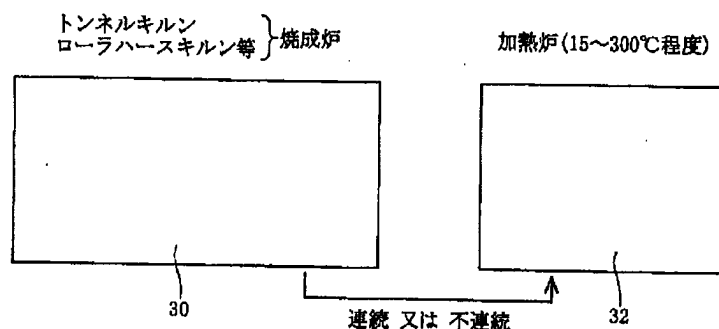 トンネルキルン
ローラハースキルン等
焼成炉
加熱炉(15〜300℃程度)
30
32
連続 又は 不連続